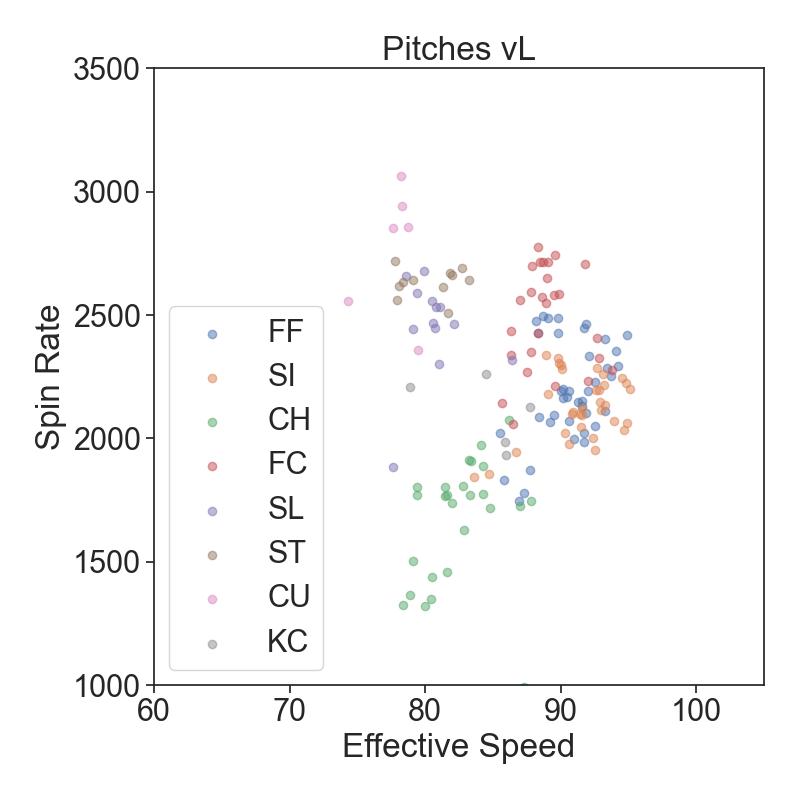 Pitches vL
3500
3000
2500
2000
1500
1000
Spin Rate
FF
SI
CH
FC
SL
ST
CU
KC
60 70 80 90 100
Effective Speed